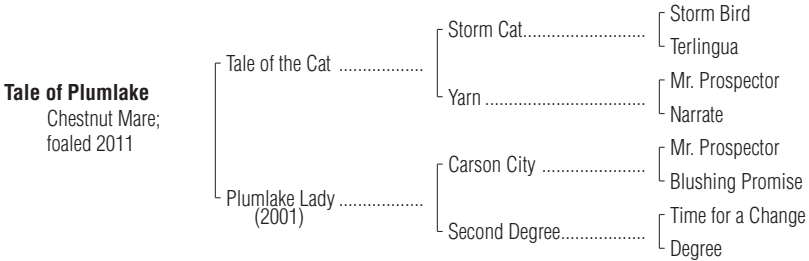 Storm Bird
Storm Cat..........................
Terlingua
Tale of the Cat ..................
Mr. Prospector
Yarn ..................................
Narrate
Tale of Plumlake
Chestnut Mare;
foaled 2011
Mr. Prospector
Carson City ......................
Blushing Promise
Plumlake Lady ..................
(2001)
Time for a Change
Second Degree..................
Degree